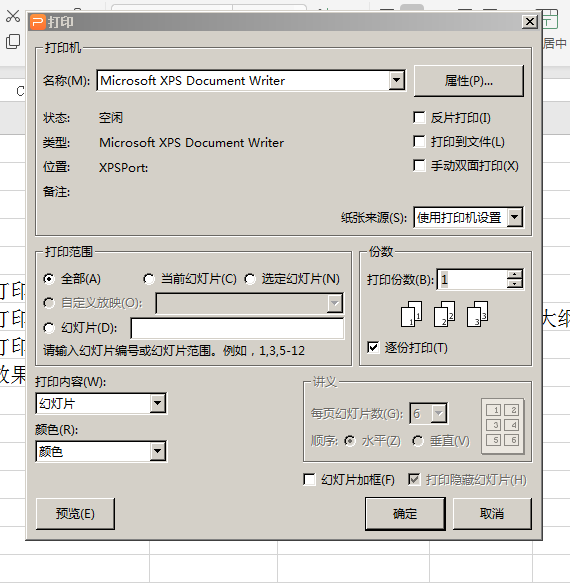 打印
居中
C
打印机
名称(M): Microsoft XPS Document Writer 属性(P)...
状态: 空闲 反片打印(I)
类型: Microsoft XPS Document Writer 打印到文件(L)
位置: XPSPort: 手动双面打印(X)
备注:
纸张来源(S): 使用打印机设置
打印范围 份数
全部(A) 当前幻灯片(C) 选定幻灯片(N) 打印份数(B): 1
自定义放映(O):
打印
1 1 2 2 3 3
幻灯片(D):
打印 大纲
请输入幻灯片编号或幻灯片范围。例如，1,3,5-12 逐份打印(T)
打印
效果
打印内容(W): 讲义
幻灯片 每页幻灯片数(G): 6 1 2
颜色(R): 3 4
颜色 顺序: 水平(Z) 垂直(V) 5 6
幻灯片加框(F) 打印隐藏幻灯片(H)
预览(E) 确定 取消